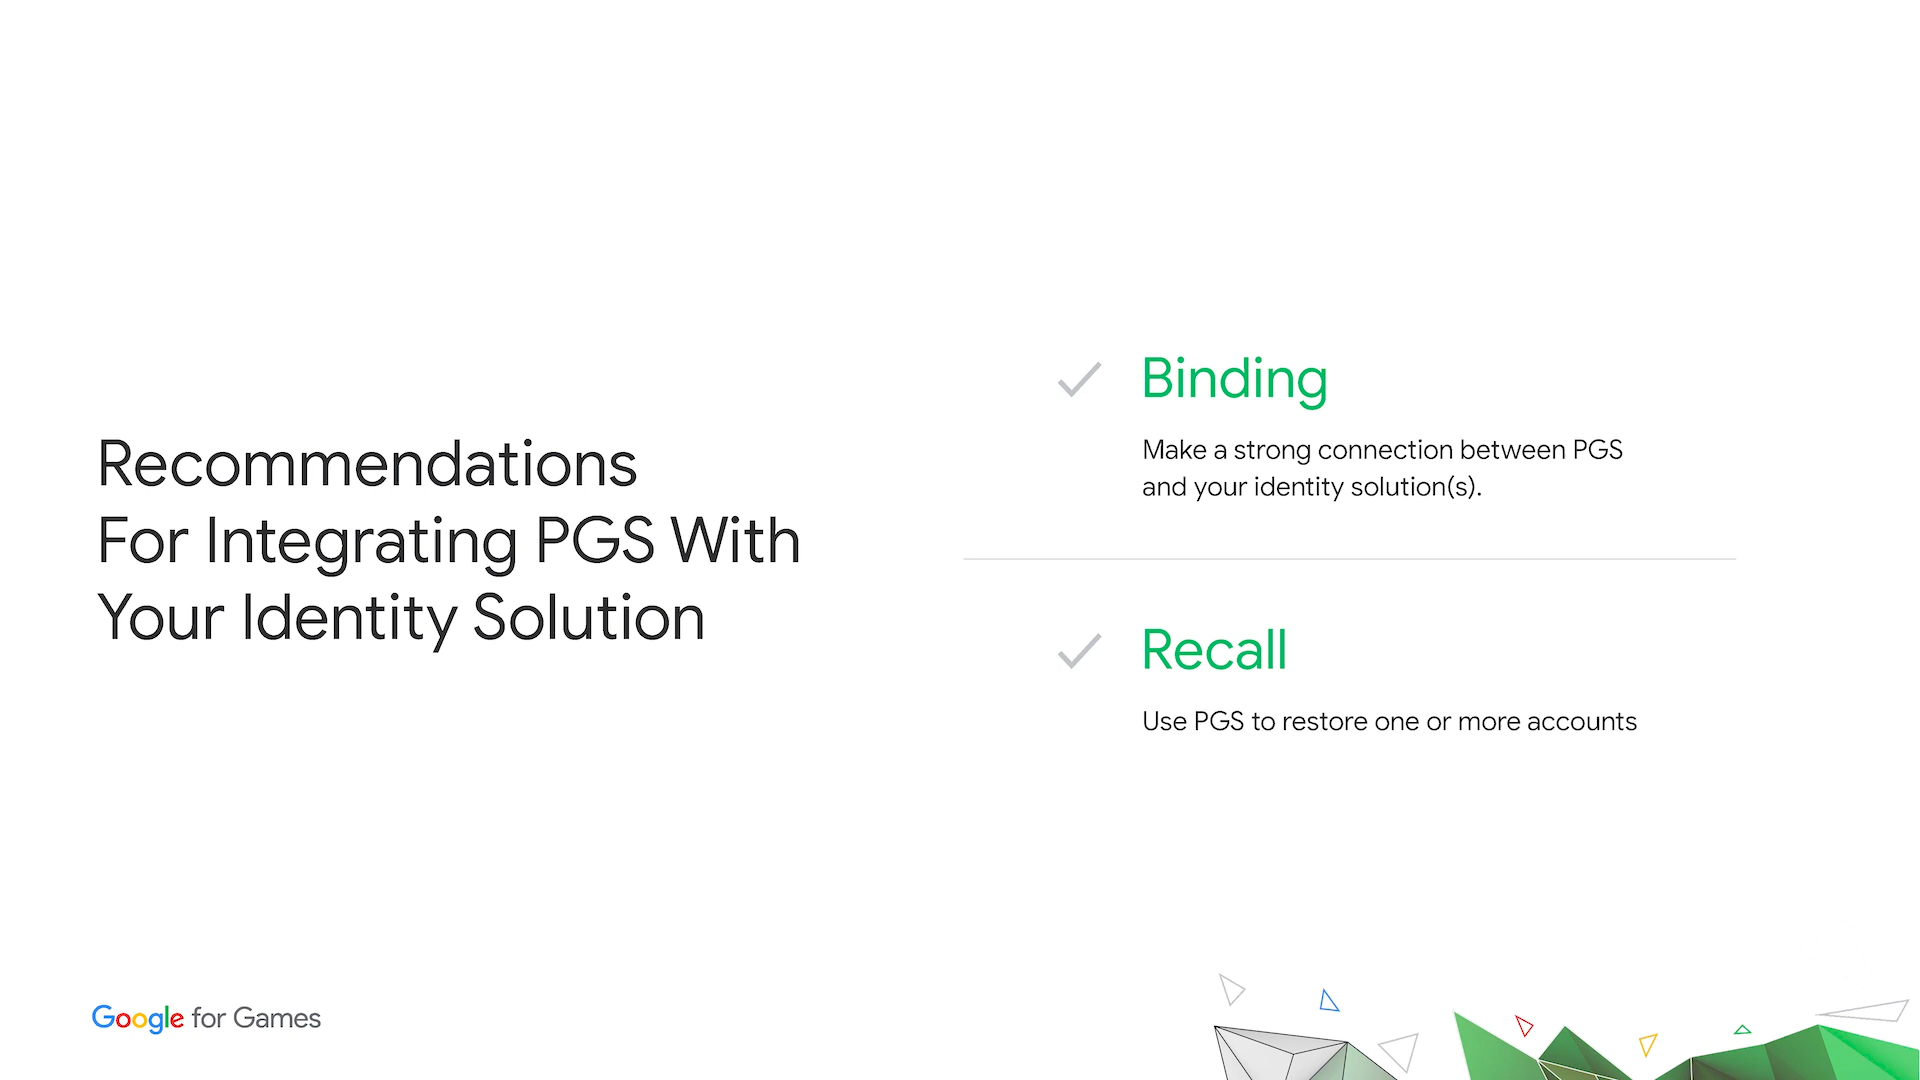 Recommendations
For Integrating PGS With
Your Identity Solution
Binding
Make a strong connection between PGS
and your identity solution(s).
Recall
Use PGS to restore one or more accounts
Google for Games